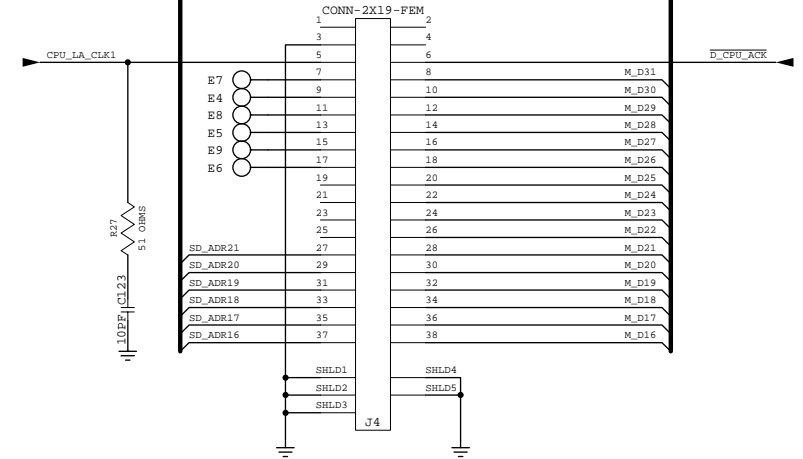 CONN-2X19-FEM
1 2
3 4
CPU_LA_CLK1 5 6 D_CPU_ACK
E7 7 8 M_D31
E4 9 10 M_D30
E8 11 12 M_D29
E5 13 14 M_D28
E9 15 16 M_D27
E6 17 18 M_D26
19 20 M_D25
21 22 M_D24
R27 51 OHMS 23 24 M_D23
25 26 M_D22
SD_ADR21 27 28 M_D21
SD_ADR20 29 30 M_D20
SD_ADR19 31 32 M_D19
SD_ADR18 33 34 M_D18
SD_ADR17 35 36 M_D17
SD_ADR16 37 38 M_D16
10PF C123
SHLD1 SHLD4
SHLD2 SHLD5
SHLD3
J4